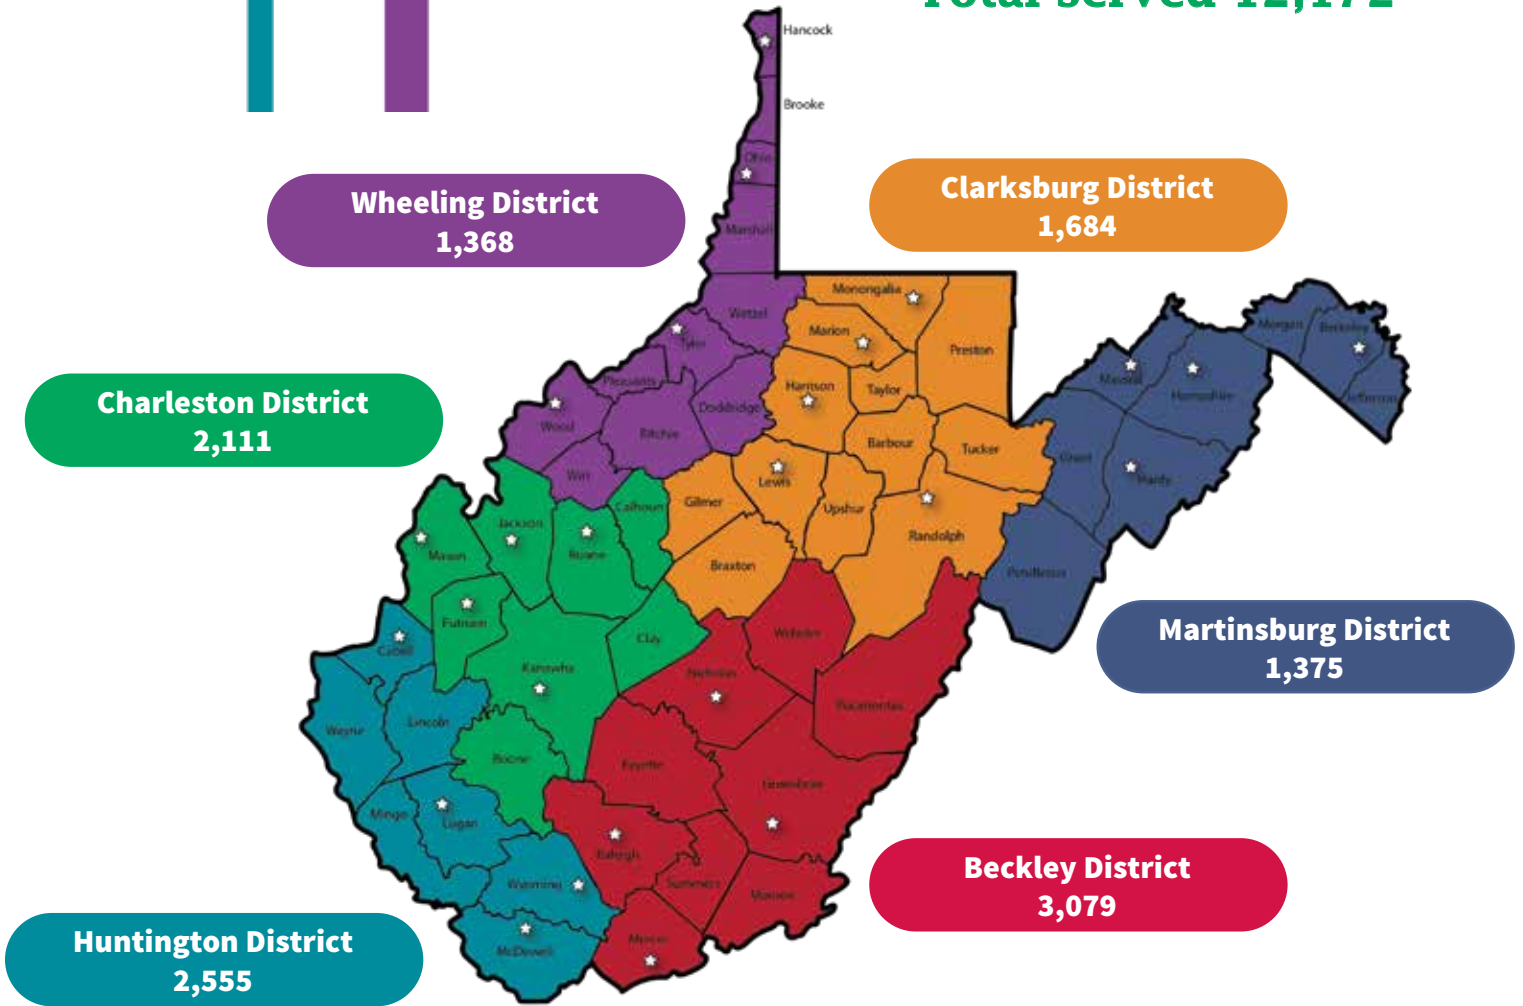 Total served 12,172
Hancock
Brooke
Ohio
Wheeling District
1,368
Clarksburg District
1,684
Marshall
Monongalia
Wetzel
Marion
Tyler
Preston
Morgan
Berkeley
Jefferson
Mineral
Hampshire
Pleasants
Harrison
Taylor
Doddridge
Charleston District
2,111
Wood
Ritchie
Barbour
Tucker
Grant
Hardy
Wirt
Lewis
Gilmer
Upshur
Calhoun
Jackson
Roane
Mason
Randolph
Braxton
Pendleton
Putnam
Clay
Webster
Martinsburg District
1,375
Cabell
Kanawha
Nicholas
Pocahontas
Wayne
Lincoln
Boone
Fayette
Greenbrier
Mingo
Logan
Raleigh
Summers
Monroe
Wyoming
Beckley District
3,079
Mercer
McDowell
Huntington District
2,555